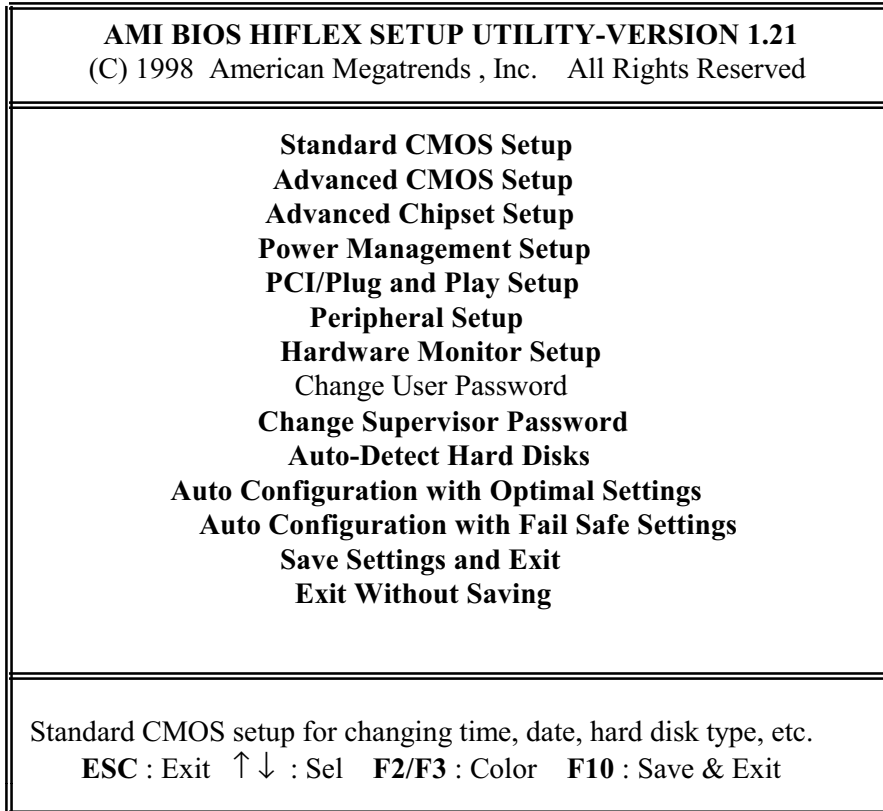 AMI BIOS HIFLEX SETUP UTILITY-VERSION 1.21
(C) 1998 American Megatrends , Inc. All Rights Reserved
Standard CMOS Setup
Advanced CMOS Setup
Advanced Chipset Setup
Power Management Setup
PCI/Plug and Play Setup
Peripheral Setup
Hardware Monitor Setup
Change User Password
Change Supervisor Password
Auto-Detect Hard Disks
Auto Configuration with Optimal Settings
Auto Configuration with Fail Safe Settings
Save Settings and Exit
Exit Without Saving
Standard CMOS setup for changing time, date, hard disk type, etc.
ESC : Exit ↑↓ : Sel F2/F3 : Color F10 : Save & Exit